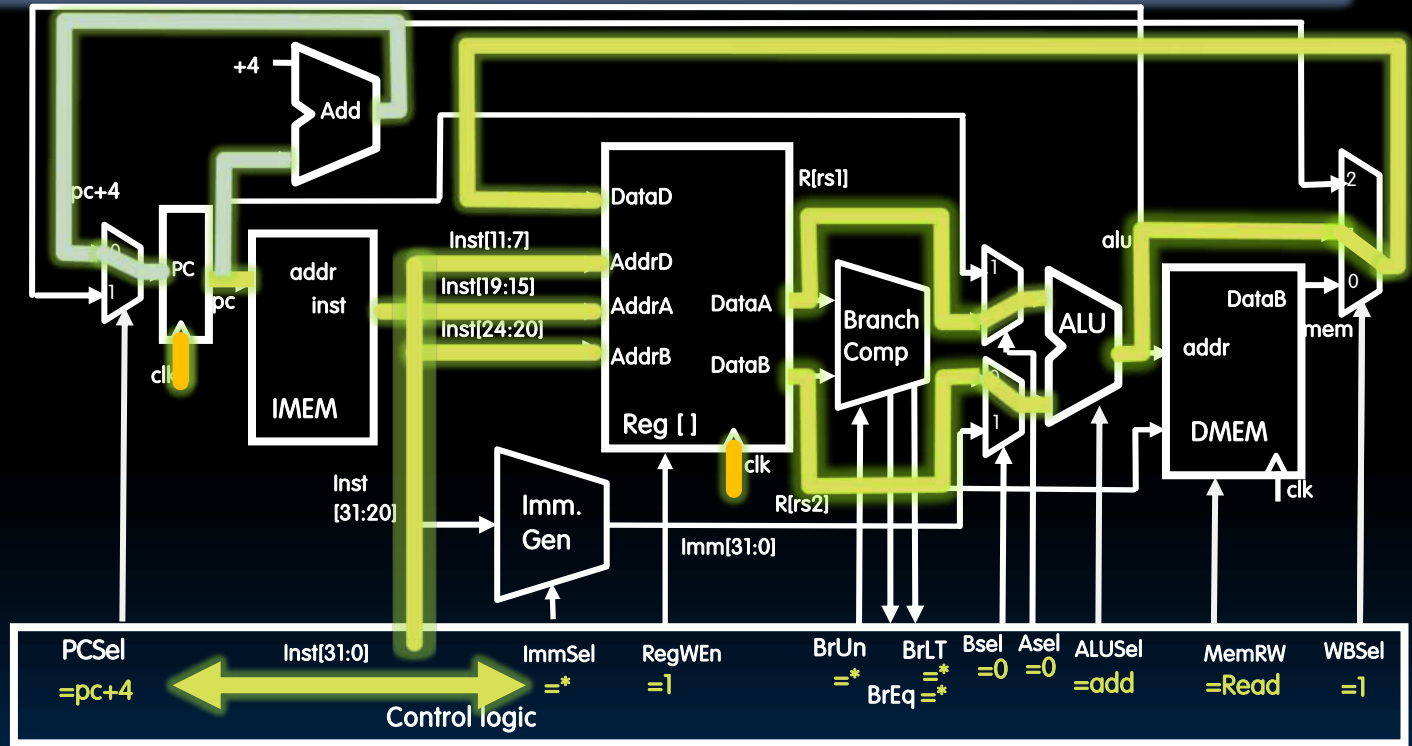 +4
Add
pc+4
0
1
PC
pc
clk
addr
inst
IMEM
Inst[11:7]
Inst[19:15]
Inst[24:20]
DataD
AddrD
AddrA
AddrB
DataA
DataB
Reg [ ]
clk
R[rs1]
R[rs2]
Branch
Comp
1
1
ALU
alu
addr
DataB
DMEM
clk
mem
2
0
Inst
[31:20]
Imm.
Gen
Imm[31:0]
PCSel
=pc+4
Inst[31:0]
Control logic
ImmSel
=*
RegWEn
=1
BrUn
=*
BrLT
=*
BrEq =*
Bsel
=0
Asel
=0
ALUSel
=add
MemRW
=Read
WBSel
=1